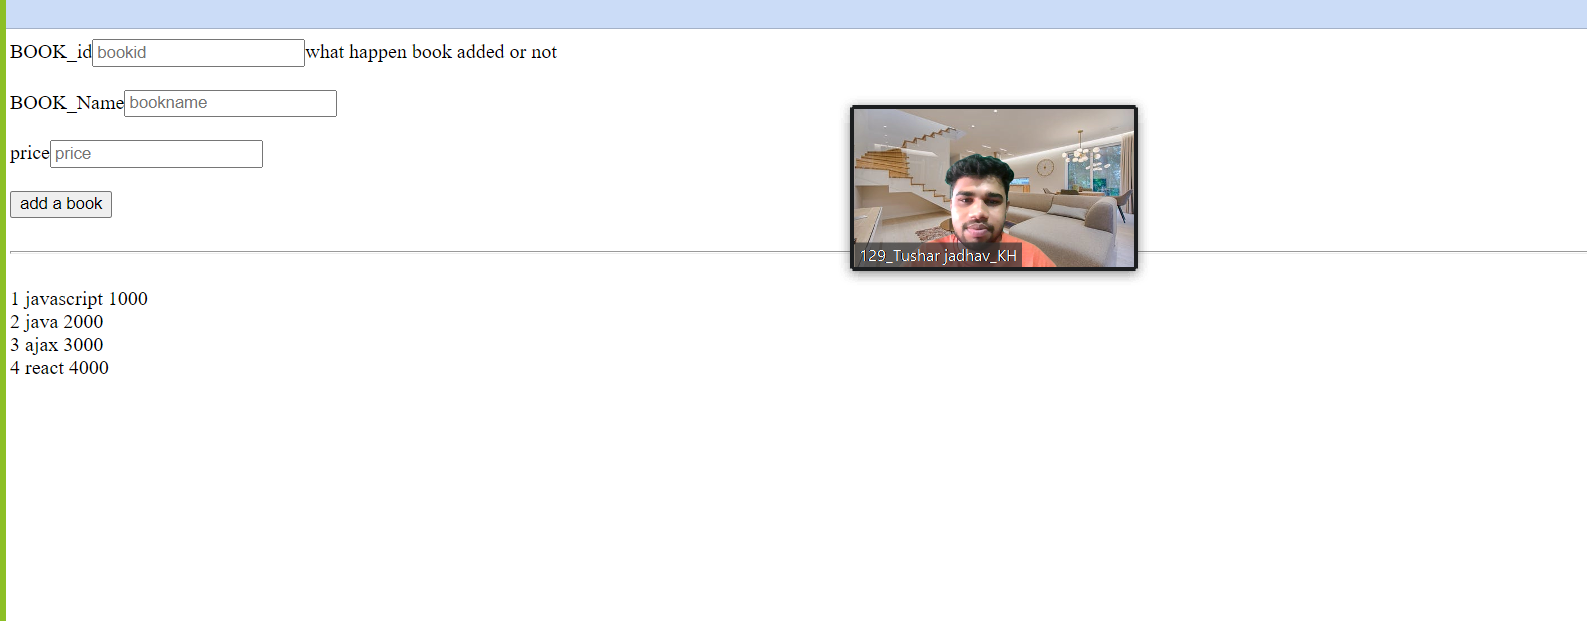 BOOK_id bookid what happen book added or not
BOOK_Name bookname
price price
add a book
129_Tushar jadhav_KH
1 javascript 1000
2 java 2000
3 ajax 3000
4 react 4000